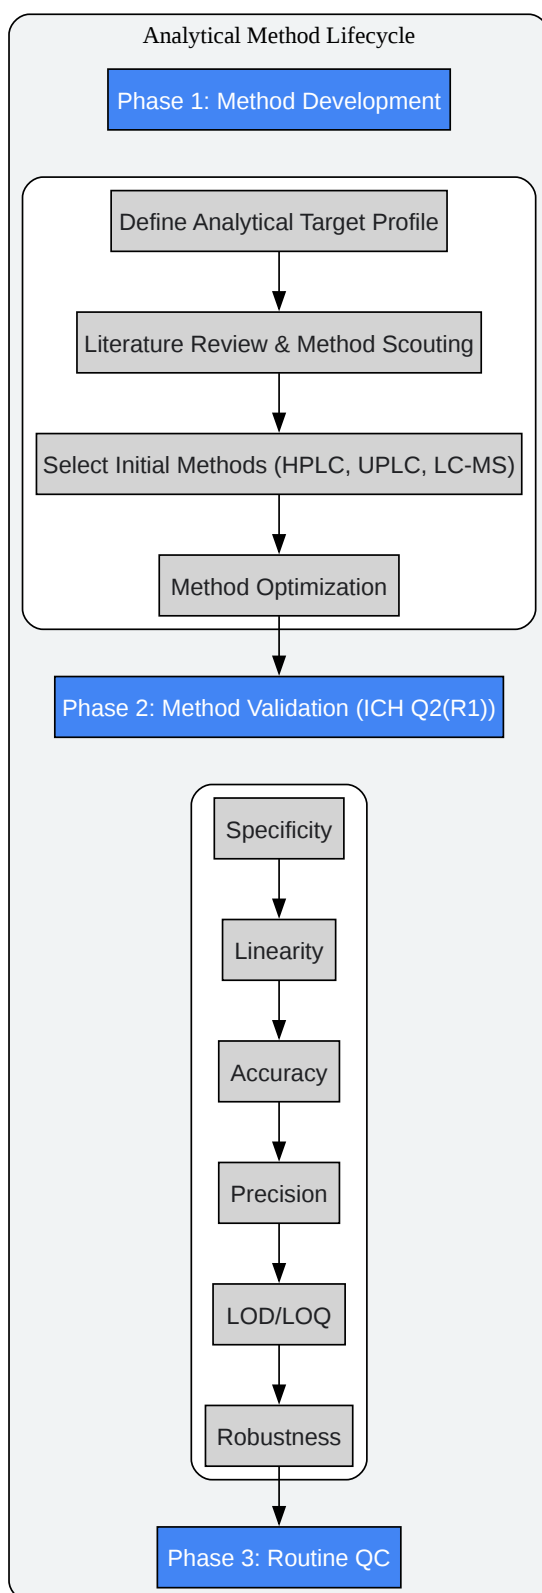 Analytical Method Lifecycle
Phase 1: Method Development
Define Analytical Target Profile
Literature Review & Method Scouting
Select Initial Methods (HPLC, UPLC, LC-MS)
Method Optimization
Phase 2: Method Validation (ICH Q2(R1))
Specificity
Linearity
Accuracy
Precision
LOD/LOQ
Robustness
Phase 3: Routine QC